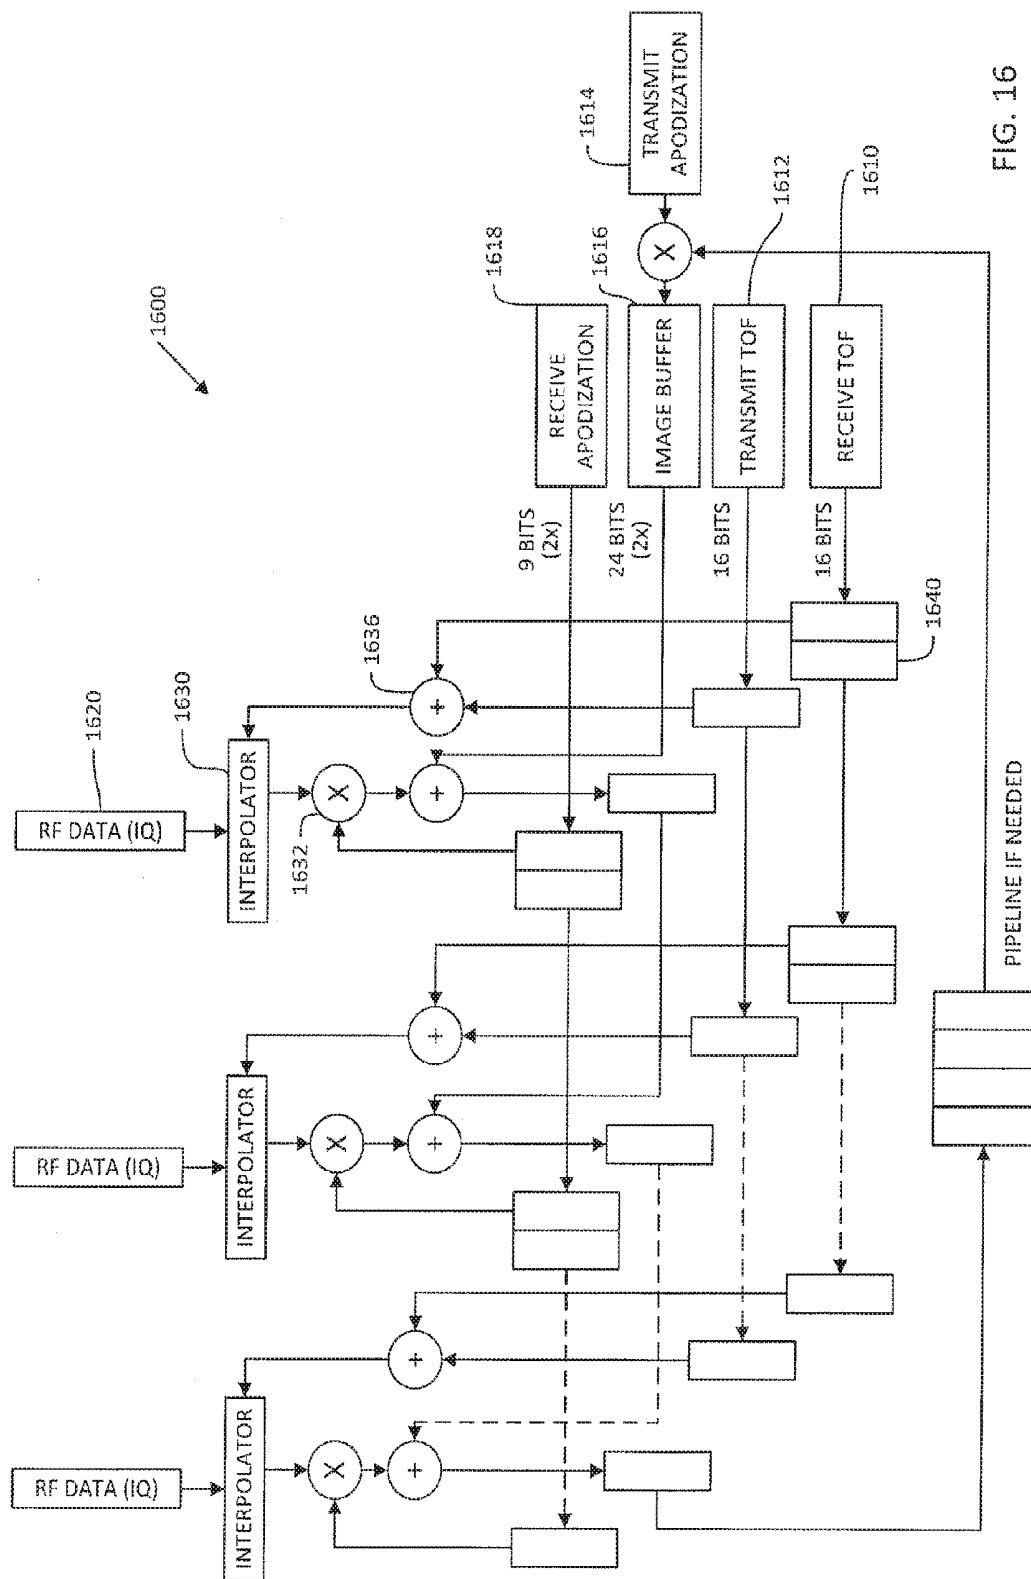 1600
RF DATA (IQ)
1620
INTERPOLATOR
1630
X
1632
+
+
1636
RECEIVE
APODIZATION
1618
9 BITS
(2x)
IMAGE BUFFER
1616
24 BITS
(2x)
TRANSMIT
APODIZATION
1614
X
TRANSMIT TOF
1612
16 BITS
RECEIVE TOF
1610
16 BITS
1640
RF DATA (IQ)
INTERPOLATOR
X
+
+
RF DATA (IQ)
INTERPOLATOR
X
+
+
PIPELINE IF NEEDED
FIG. 16